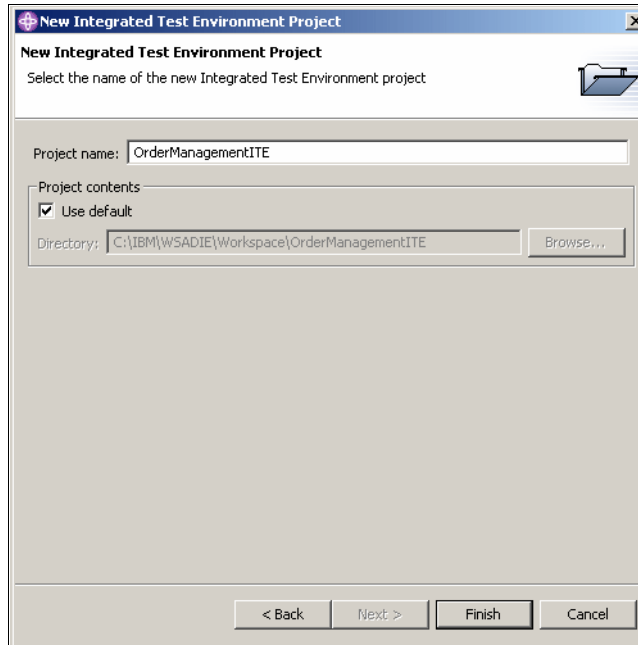 New Integrated Test Environment Project
New Integrated Test Environment Project
Select the name of the new Integrated Test Environment project
Project name: OrderManagementITE
Project contents
Use default
Directory: C:\IBM\WSADIE\Workspace\OrderManagementITE Browse...
< Back Next > Finish Cancel